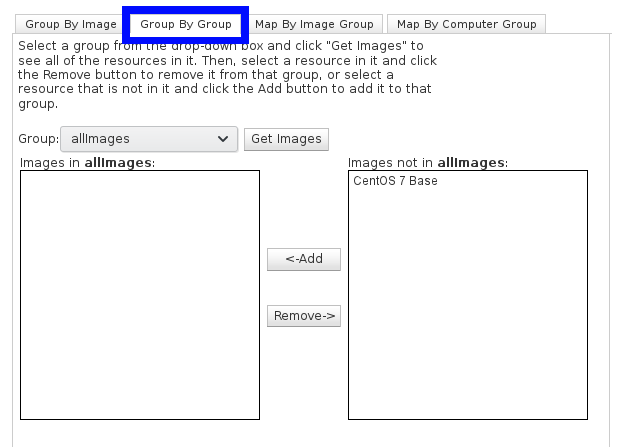 Group By Image Group By Group Map By Image Group Map By Computer Group
Select a group from the drop-down box and click "Get Images" to
see all of the resources in it. Then, select a resource in it and click
the Remove button to remove it from that group, or select a
resource that is not in it and click the Add button to add it to that
group.
Group: allImages Get Images
Images in allImages: Images not in allImages:
CentOS 7 Base
<-Add
Remove->